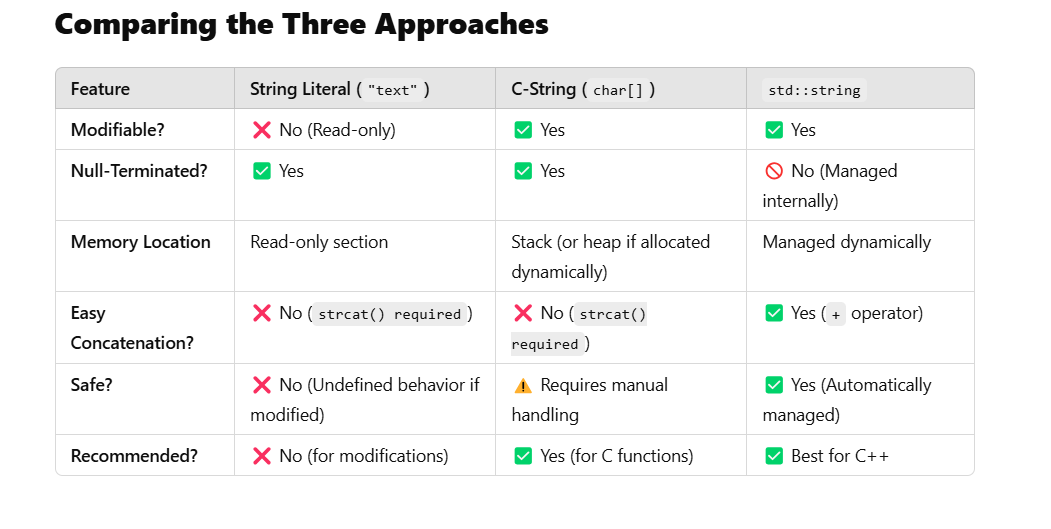 Comparing the Three Approaches
Feature String Literal ( "text" ) C-String ( char[] ) std::string
Modifiable? ❌ No (Read-only) ✅ Yes ✅ Yes
Null-Terminated? ✅ Yes ✅ Yes 🚫 No (Managed
internally)
Memory Location Read-only section Stack (or heap if allocated Managed dynamically
dynamically)
Easy ❌ No ( strcat() required ) ❌ No ( strcat() ✅ Yes ( + operator)
Concatenation? required )
Safe? ❌ No (Undefined behavior if ⚠️ Requires manual ✅ Yes (Automatically
modified) handling managed)
Recommended? ❌ No (for modifications) ✅ Yes (for C functions) ✅ Best for C++